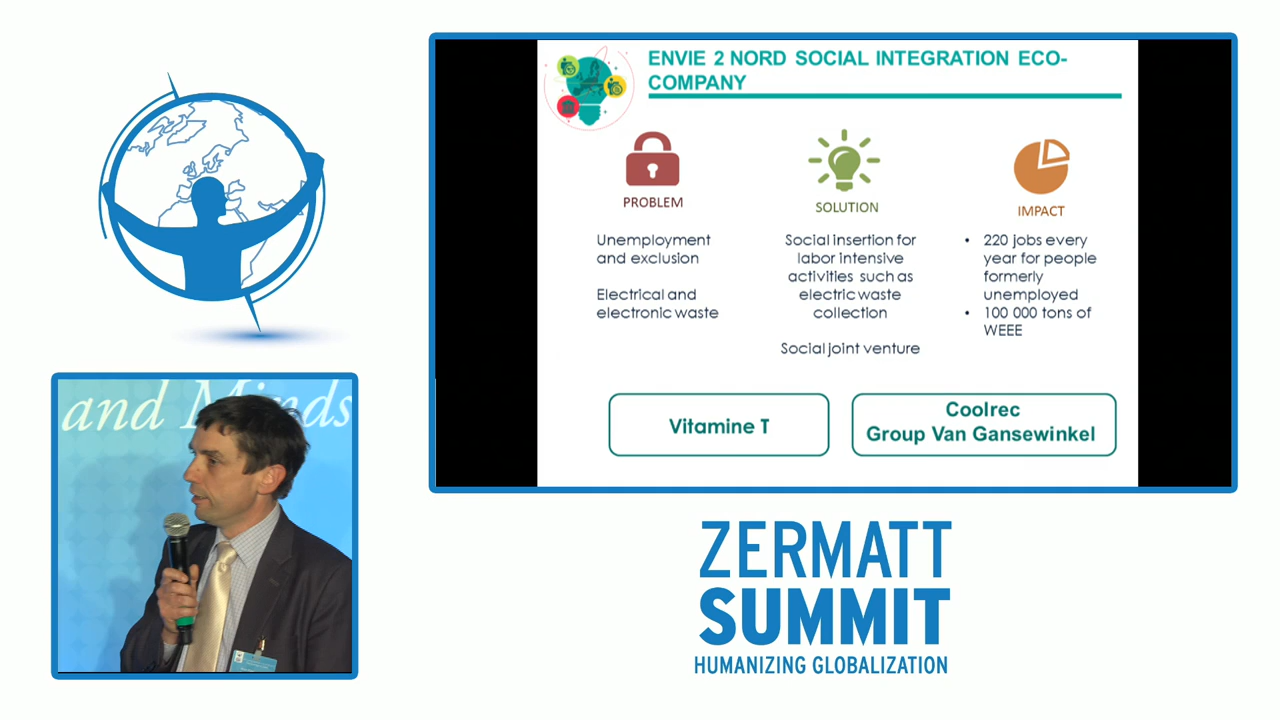 ENVIE 2 NORD SOCIAL INTEGRATION ECO-
COMPANY
PROBLEM
Unemployment
and exclusion
Electrical and
electronic waste
SOLUTION
Social insertion for
labor intensive
activities such as
electric waste
collection
Social joint venture
IMPACT
• 220 jobs every
year for people
formerly
unemployed
• 100 000 tons of
WEEE
Vitamine T
Coolrec
Group Van Gansewinkel
and Minds
ZERMATT
SUMMIT
HUMANIZING GLOBALIZATION